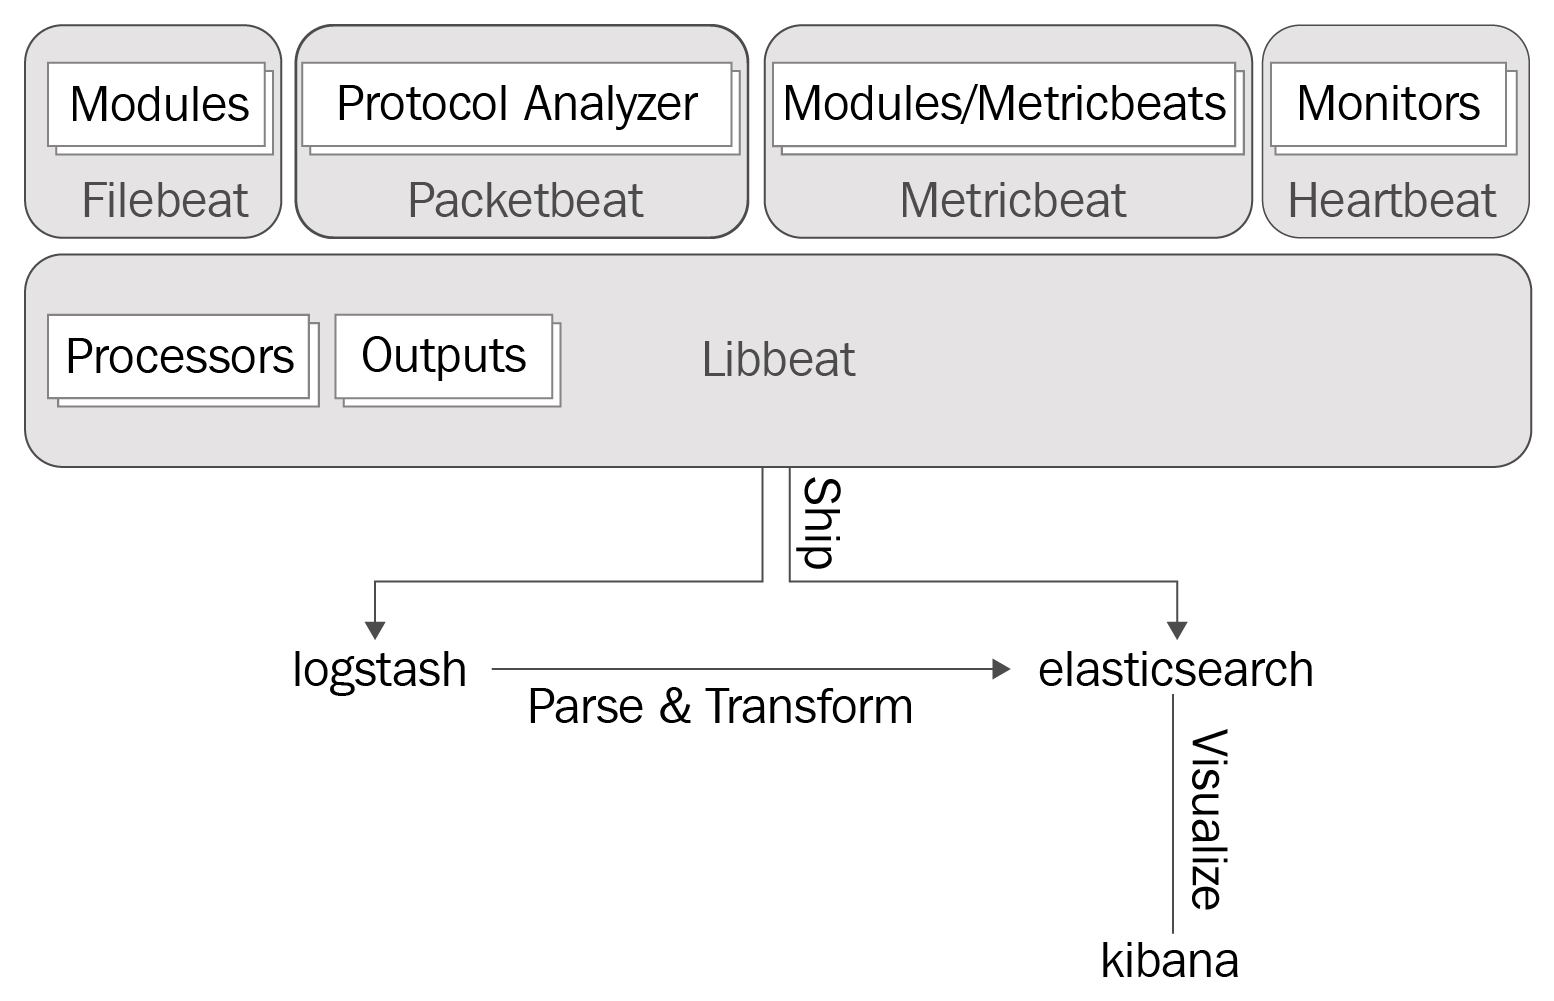 Modules
Protocol Analyzer
Modules/Metricbeats
Monitors
Filebeat
Packetbeat
Metricbeat
Heartbeat
Processors
Outputs
Libbeat
Ship
logstash
elasticsearch
Parse & Transform
Visualize
kibana